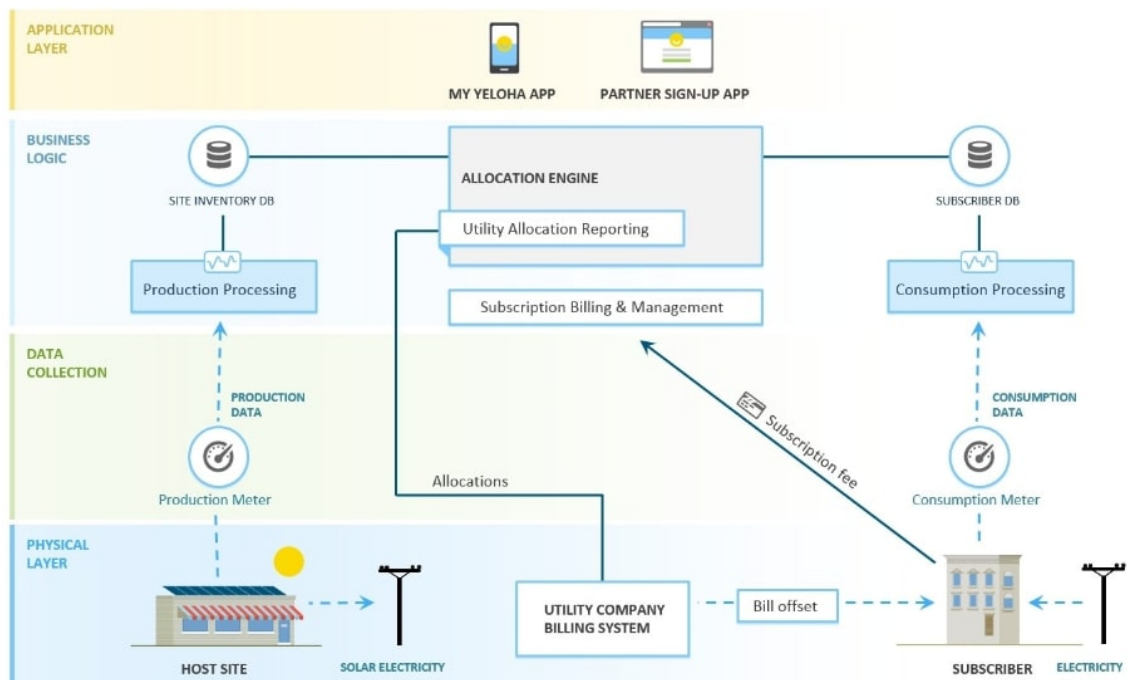 APPLICATION
LAYER
MY YELOHA APP
PARTNER SIGN-UP APP
BUSINESS
LOGIC
SITE INVENTORY DB
ALLOCATION ENGINE
SUBSCRIBER DB
Utility Allocation Reporting
Production Processing
Consumption Processing
Subscription Billing & Management
DATA
COLLECTION
PRODUCTION
DATA
CONSUMPTION
DATA
Subscription fee
Production Meter
Allocations
Consumption Meter
PHYSICAL
LAYER
UTILITY COMPANY
BILLING SYSTEM
Bill offset
HOST SITE
SOLAR ELECTRICITY
SUBSCRIBER
ELECTRICITY